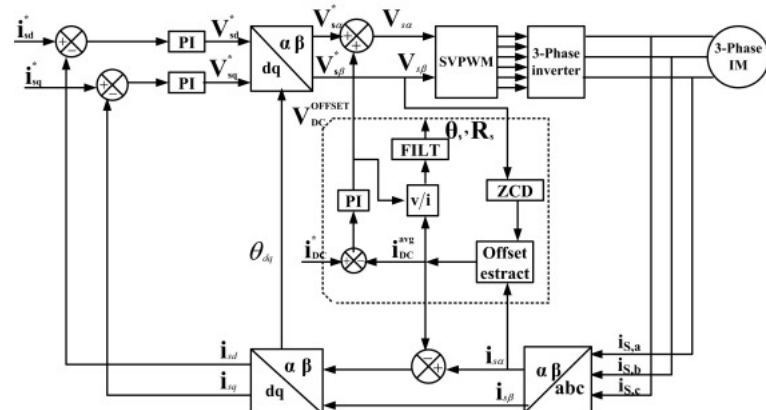 i*sd
V*sd
V*sα
Vsα
PI
α β
dq
SVPWM
3-Phase
inverter
3-Phase
IM
i*sq
V*sq
PI
V*sβ
Vsβ
VDC OFFSET
θs, Rs
FILT
ZCD
PI
v/i
θdq
i*DC
iDC avg
Offset
estract
isd
isq
α β
dq
isα
isβ
α β
abc
iS,a
iS,b
iS,c